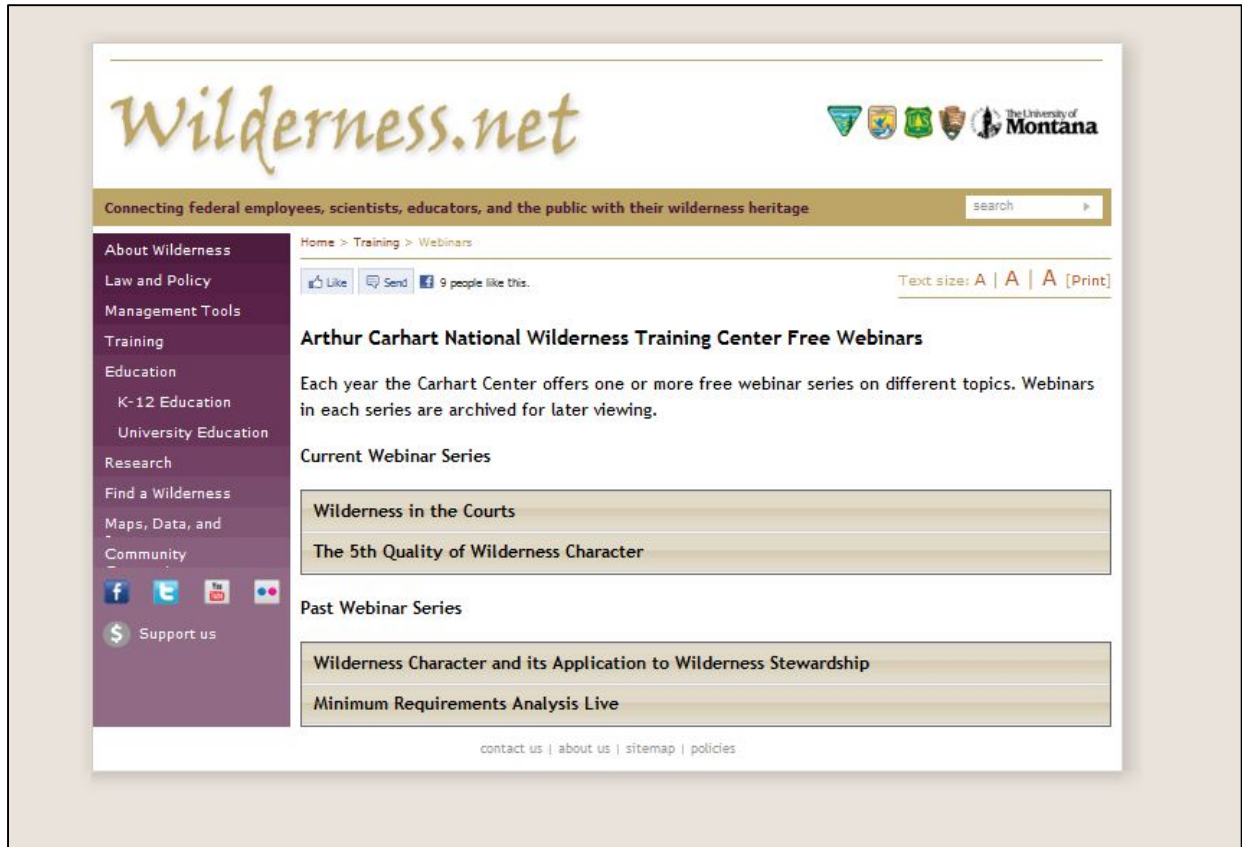 Wilderness.net
The University of
Montana
Connecting federal employees, scientists, educators, and the public with their wilderness heritage
search
About Wilderness
Law and Policy
Management Tools
Training
Education
K-12 Education
University Education
Research
Find a Wilderness
Maps, Data, and
Community
Support us
Home > Training > Webinars
Like
Send
9 people like this.
Text size: A | A | A [Print]
Arthur Carhart National Wilderness Training Center Free Webinars
Each year the Carhart Center offers one or more free webinar series on different topics. Webinars
in each series are archived for later viewing.
Current Webinar Series
Wilderness in the Courts
The 5th Quality of Wilderness Character
Past Webinar Series
Wilderness Character and its Application to Wilderness Stewardship
Minimum Requirements Analysis Live
contact us | about us | sitemap | policies